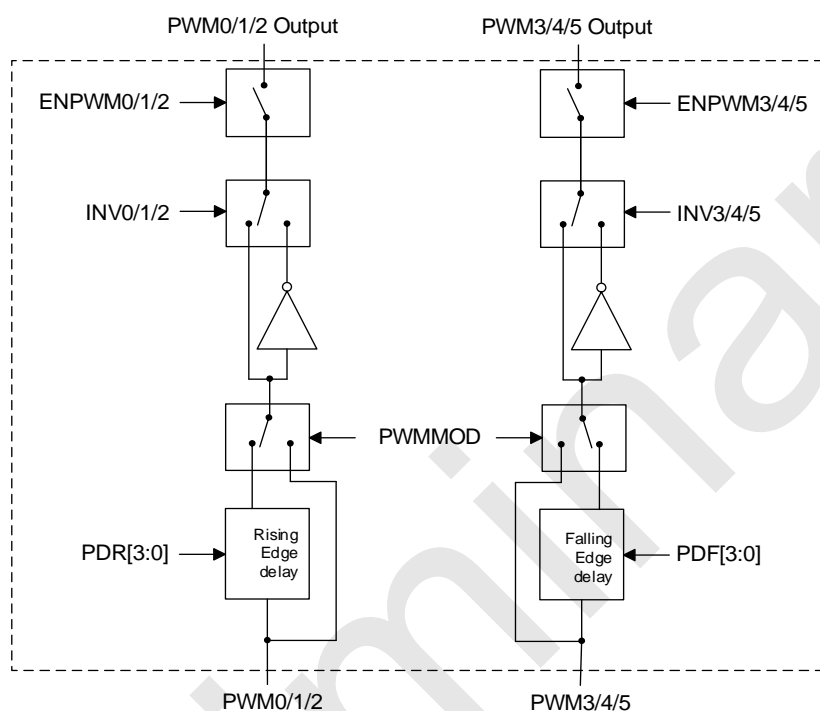 PWM0/1/2 Output
PWM3/4/5 Output
ENPWM0/1/2
ENPWM3/4/5
INV0/1/2
INV3/4/5
PWMMOD
PDR[3:0]
Rising
Edge
delay
Falling
Edge
delay
PDF[3:0]
PWM0/1/2
PWM3/4/5